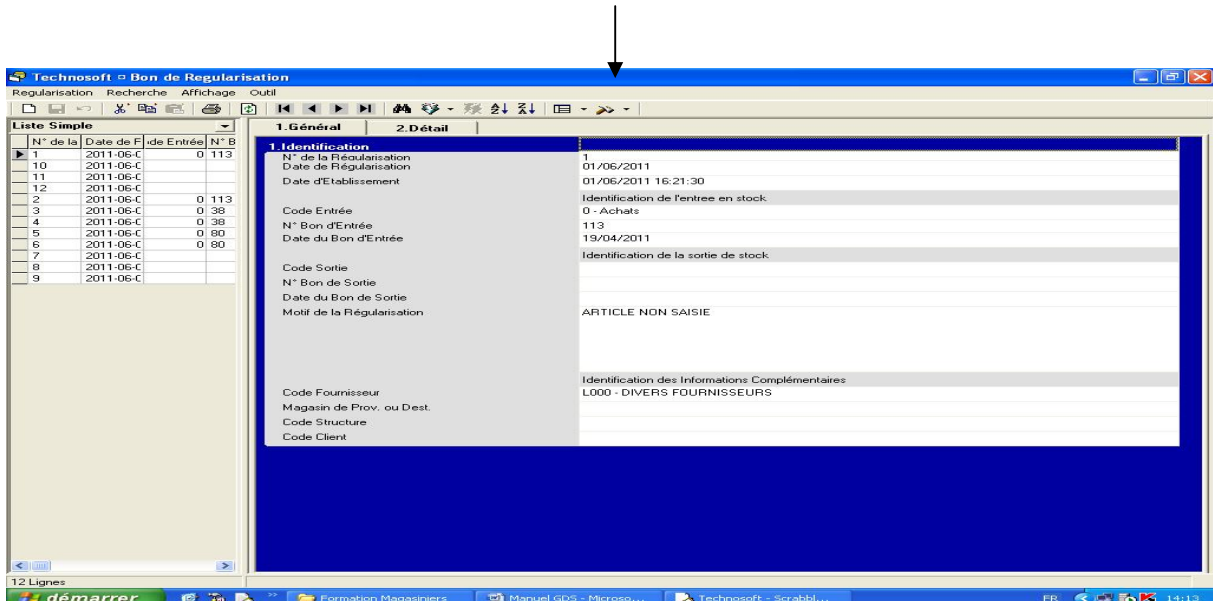 Technosoft ¤ Bon de Regularisation
Regularisation Recherche Affichage Outil
Liste Simple
1.Général 2.Détail
N° de la Date de F de Entrée N° B
1 2011-06-0 0 113
10 2011-06-0
11 2011-06-0
12 2011-06-0
2 2011-06-0 0 113
3 2011-06-0 0 38
4 2011-06-0 0 38
5 2011-06-0 0 80
6 2011-06-0 0 80
7 2011-06-0
8 2011-06-0
9 2011-06-0
1.Identification
N° de la Régularisation 1
Date de Régularisation 01/06/2011
Date d'Etablissement 01/06/2011 16:21:30
Identification de l'entree en stock
Code Entrée 0 - Achats
N° Bon d'Entrée 113
Date du Bon d'Entrée 19/04/2011
Identification de la sortie de stock
Code Sortie
N° Bon de Sortie
Date du Bon de Sortie
Motif de la Régularisation ARTICLE NON SAISIE
Identification des Informations Complémentaires
Code Fournisseur L000 - DIVERS FOURNISSEURS
Magasin de Prov. ou Dest.
Code Structure
Code Client
12 Lignes
démarrer Formation Magasiniers Manuel GDS - Microso... Technosoft - Scrabbl... FR 14:13